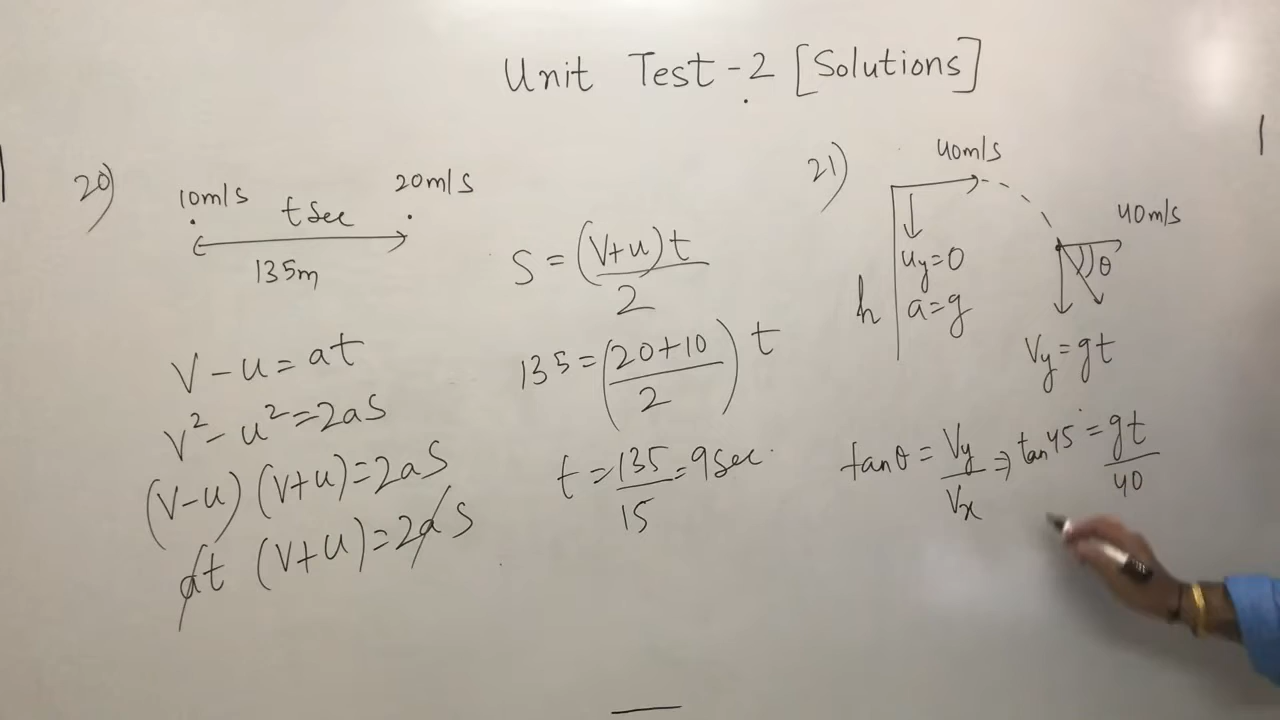 Unit Test-2 [Solutions]
20)
10m/s
20m/s
t sec
135m
V-u=at
V²-u²=2as
(V-u) (V+u)=2as
at (V+u)=2as
S=(V+u)t/2
135=(20+10/2) t
t=135/15=9sec.
21)
40m/s
uy=0
a=g
h
40m/s
θ
Vy=gt
tanθ=Vy/Vx⇒tan45°=gt/40